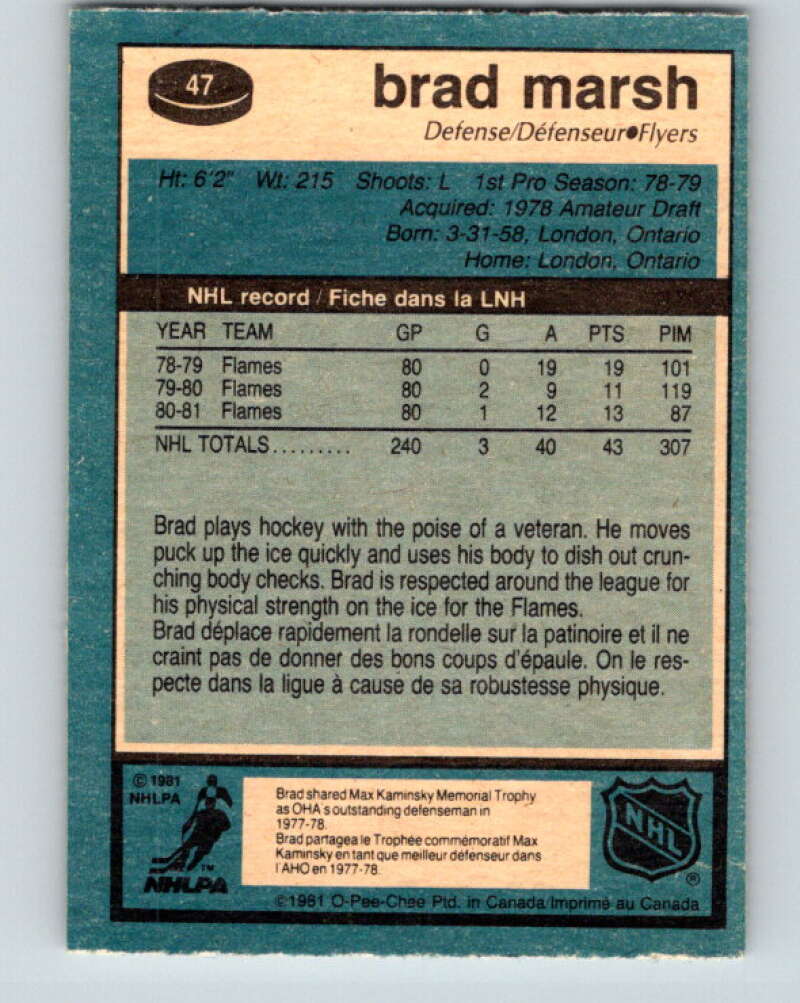 47
brad marsh
Defense/Défenseur●Flyers
Ht: 6'2" Wt: 215 Shoots: L 1st Pro Season: 78-79
Acquired: 1978 Amateur Draft
Born: 3-31-58, London, Ontario
Home: London, Ontario
NHL record / Fiche dans la LNH
YEAR TEAM GP G A PTS PIM
78-79 Flames 80 0 19 19 101
79-80 Flames 80 2 9 11 119
80-81 Flames 80 1 12 13 87
NHL TOTALS......... 240 3 40 43 307
Brad plays hockey with the poise of a veteran. He moves
puck up the ice quickly and uses his body to dish out crun-
ching body checks. Brad is respected around the league for
his physical strength on the ice for the Flames.
Brad déplace rapidement la rondelle sur la patinoire et il ne
craint pas de donner des bons coups d'épaule. On le res-
pecte dans la ligue à cause de sa robustesse physique.
© 1981
NHLPA
TM
NHLPA
Brad shared Max Kaminsky Memorial Trophy
as OHA's outstanding defenseman in
1977-78.
Brad partagea le Trophée commémoratif Max
Kaminsky en tant que meilleur défenseur dans
l'AHO en 1977-78.
NHL
®
©1981 O-Pee-Chee Ptd. in Canada/Imprimé au Canada